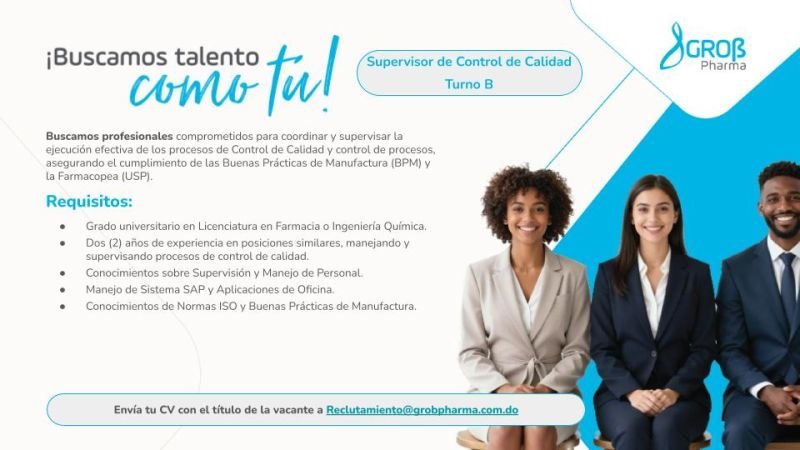 ¡Buscamos talento
como tú!
Supervisor de Control de Calidad
Turno B
GROß
Pharma
Buscamos profesionales comprometidos para coordinar y supervisar la
ejecución efectiva de los procesos de Control de Calidad y control de procesos,
asegurando el cumplimiento de las Buenas Prácticas de Manufactura (BPM) y
la Farmacopea (USP).
Requisitos:
● Grado universitario en Licenciatura en Farmacia o Ingeniería Química.
● Dos (2) años de experiencia en posiciones similares, manejando y
supervisando procesos de control de calidad.
● Conocimientos sobre Supervisión y Manejo de Personal.
● Manejo de Sistema SAP y Aplicaciones de Oficina.
● Conocimientos de Normas ISO y Buenas Prácticas de Manufactura.
Envía tu CV con el título de la vacante a Reclutamiento@grobpharma.com.do